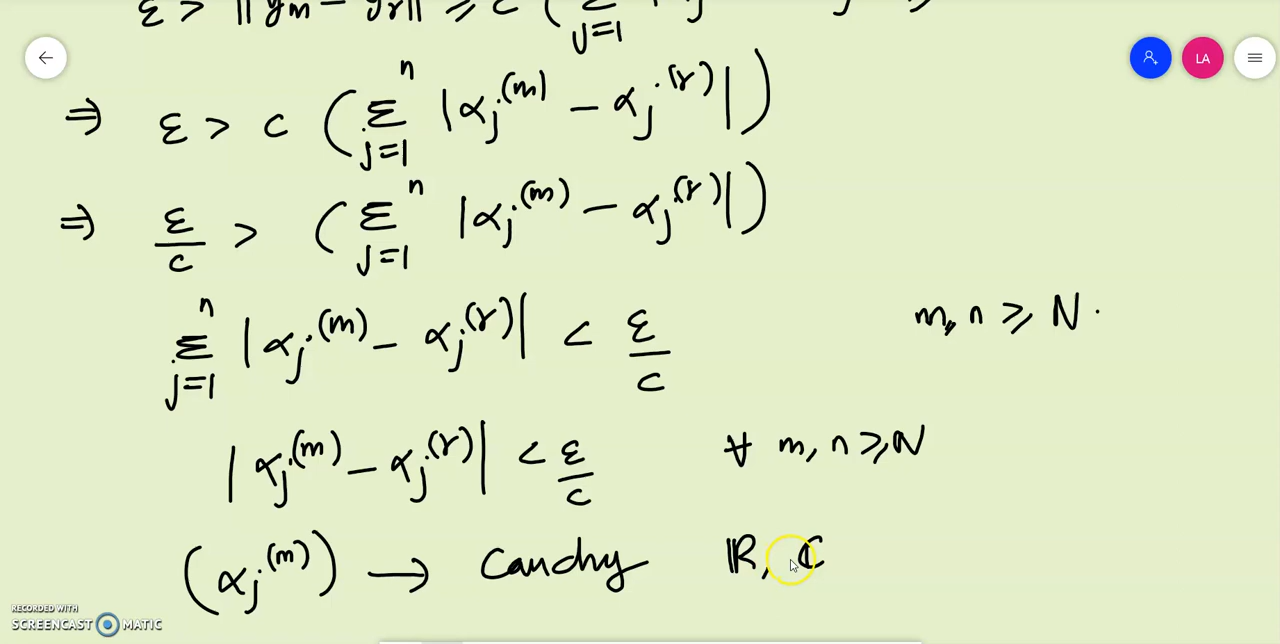 ε > ‖y_m − y_r‖ ≥ c ( Σ_{j=1}
⇒ ε > c ( Σ_{j=1}^{n} |α_j^{(m)} − α_j^{(r)}| )
⇒ ε/c > ( Σ_{j=1}^{n} |α_j^{(m)} − α_j^{(r)}| )
Σ_{j=1}^{n} |α_j^{(m)} − α_j^{(r)}| < ε/c m, n ≥ N .
|α_j^{(m)} − α_j^{(r)}| < ε/c ∀ m, n ≥ N
(α_j^{(m)}) → Cauchy ℝ, ℂ
LA
RECORDED WITH
SCREENCAST MATIC